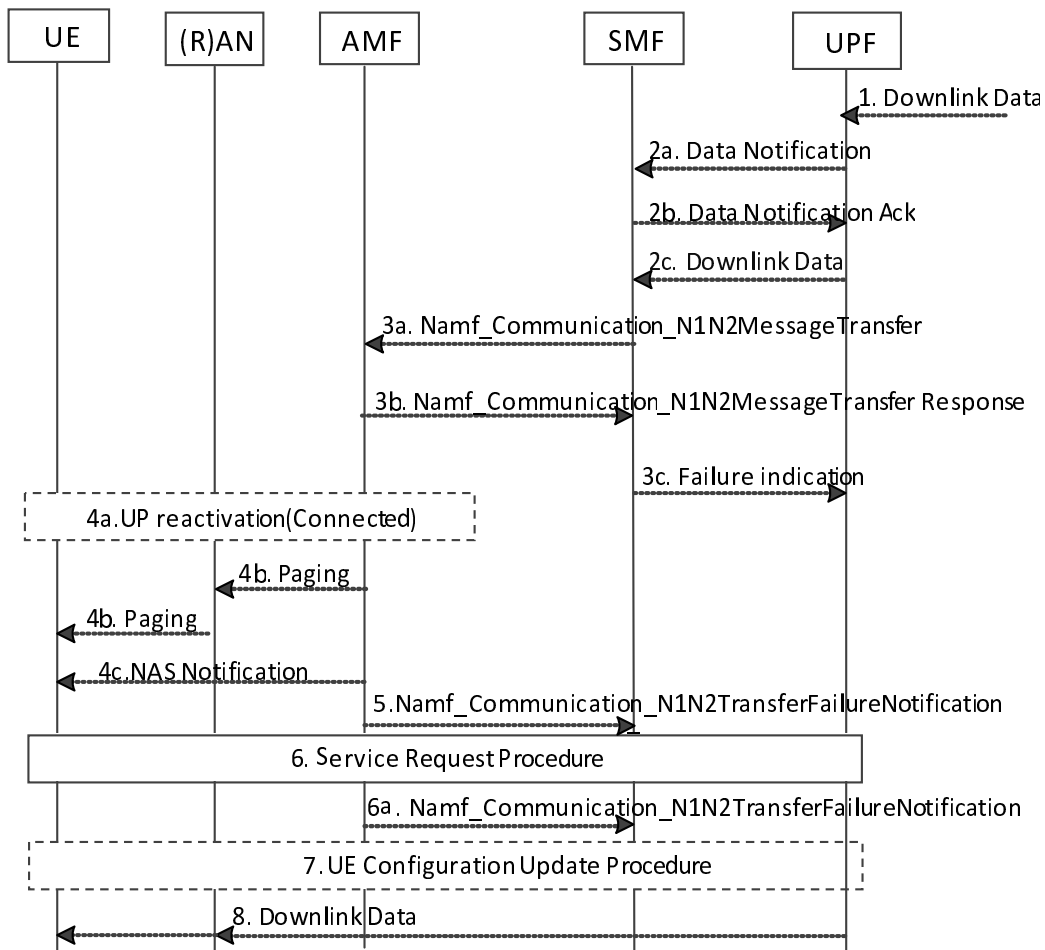 UE
(R)AN
AMF
SMF
UPF
1. Downlink Data
2a. Data Notification
2b. Data Notification Ack
2c. Downlink Data
3a. Namf_Communication_N1N2MessageTransfer
3b. Namf_Communication_N1N2MessageTransfer Response
3c. Failure indication
4a.UP reactivation(Connected)
4b. Paging
4b. Paging
4c.NAS Notification
5.Namf_Communication_N1N2TransferFailureNotification
6. Service Request Procedure
6a. Namf_Communication_N1N2TransferFailureNotification
7. UE Configuration Update Procedure
8. Downlink Data